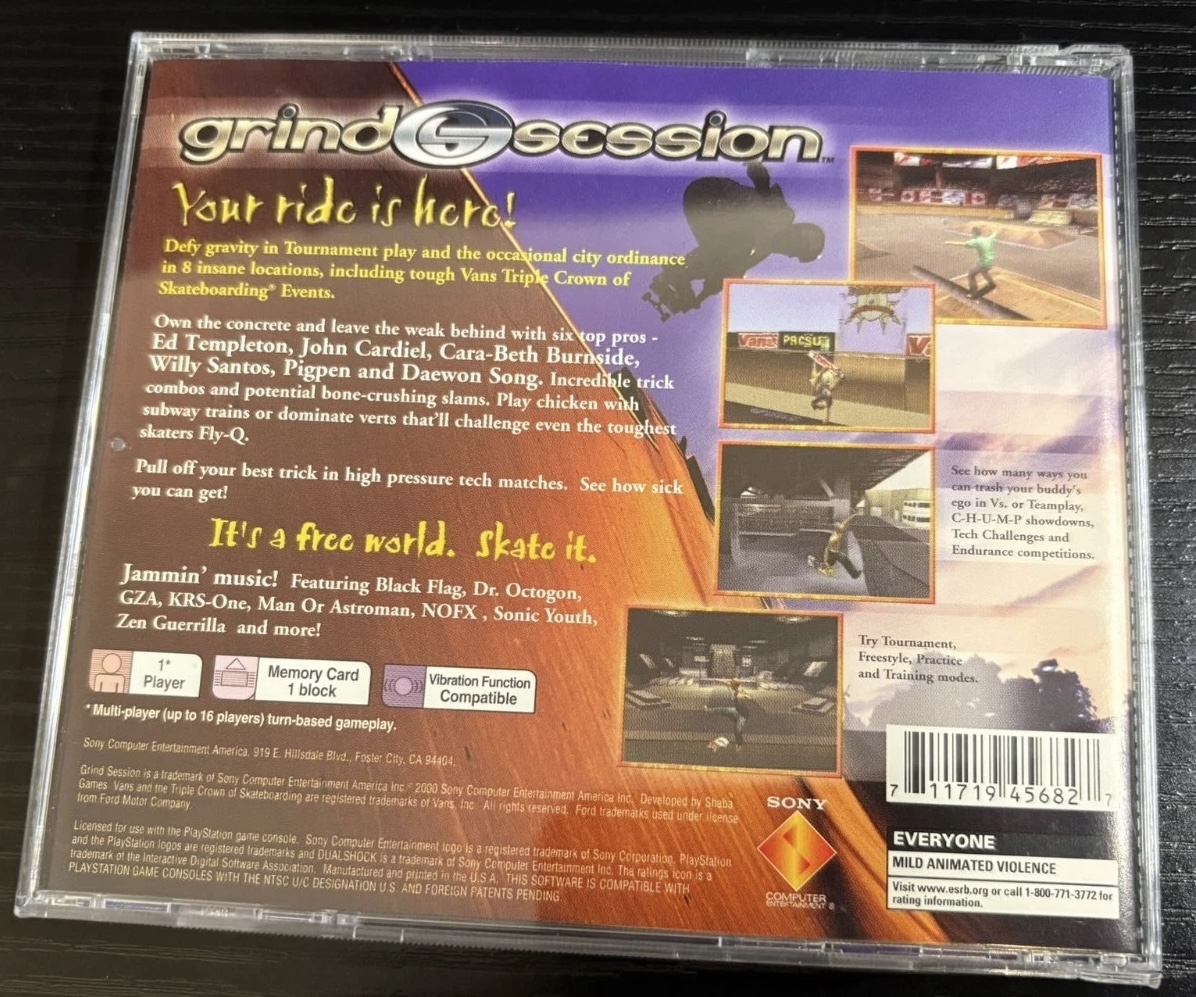 grind session™
Your ride is here!
Defy gravity in Tournament play and the occasional city ordinance
in 8 insane locations, including tough Vans Triple Crown of
Skateboarding® Events.
Own the concrete and leave the weak behind with six top pros -
Ed Templeton, John Cardiel, Cara-Beth Burnside,
Willy Santos, Pigpen and Daewon Song. Incredible trick
combos and potential bone-crushing slams. Play chicken with
subway trains or dominate verts that'll challenge even the toughest
skaters Fly-Q.
Pull off your best trick in high pressure tech matches. See how sick
you can get!
It's a free world. Skate it.
Jammin' music! Featuring Black Flag, Dr. Octogon,
GZA, KRS-One, Man Or Astroman, NOFX , Sonic Youth,
Zen Guerrilla and more!
1*
Player
Memory Card
1 block
Vibration Function
Compatible
* Multi-player (up to 16 players) turn-based gameplay.
Sony Computer Entertainment America, 919 E. Hillsdale Blvd., Foster City, CA 94404.
Grind Session is a trademark of Sony Computer Entertainment America Inc.© 2000 Sony Computer Entertainment America Inc. Developed by Shaba
Games. Vans and the Triple Crown of Skateboarding are registered trademarks of Vans, Inc. All rights reserved. Ford trademarks used under license
from Ford Motor Company.
Licensed for use with the PlayStation game console. Sony Computer Entertainment logo is a registered trademark of Sony Corporation. PlayStation
and the PlayStation logos are registered trademarks and DUALSHOCK is a trademark of Sony Computer Entertainment Inc. The ratings icon is a
trademark of the Interactive Digital Software Association. Manufactured and printed in the U.S.A. THIS SOFTWARE IS COMPATIBLE WITH
PLAYSTATION GAME CONSOLES WITH THE NTSC U/C DESIGNATION U.S. AND FOREIGN PATENTS PENDING
Vans PACSUN
See how many ways you
can trash your buddy's
ego in Vs. or Teamplay,
C-H-U-M-P showdowns,
Tech Challenges and
Endurance competitions.
Try Tournament,
Freestyle, Practice
and Training modes.
SONY
COMPUTER
ENTERTAINMENT ®
7 11719 45682 7
EVERYONE
MILD ANIMATED VIOLENCE
Visit www.esrb.org or call 1-800-771-3772 for
rating information.